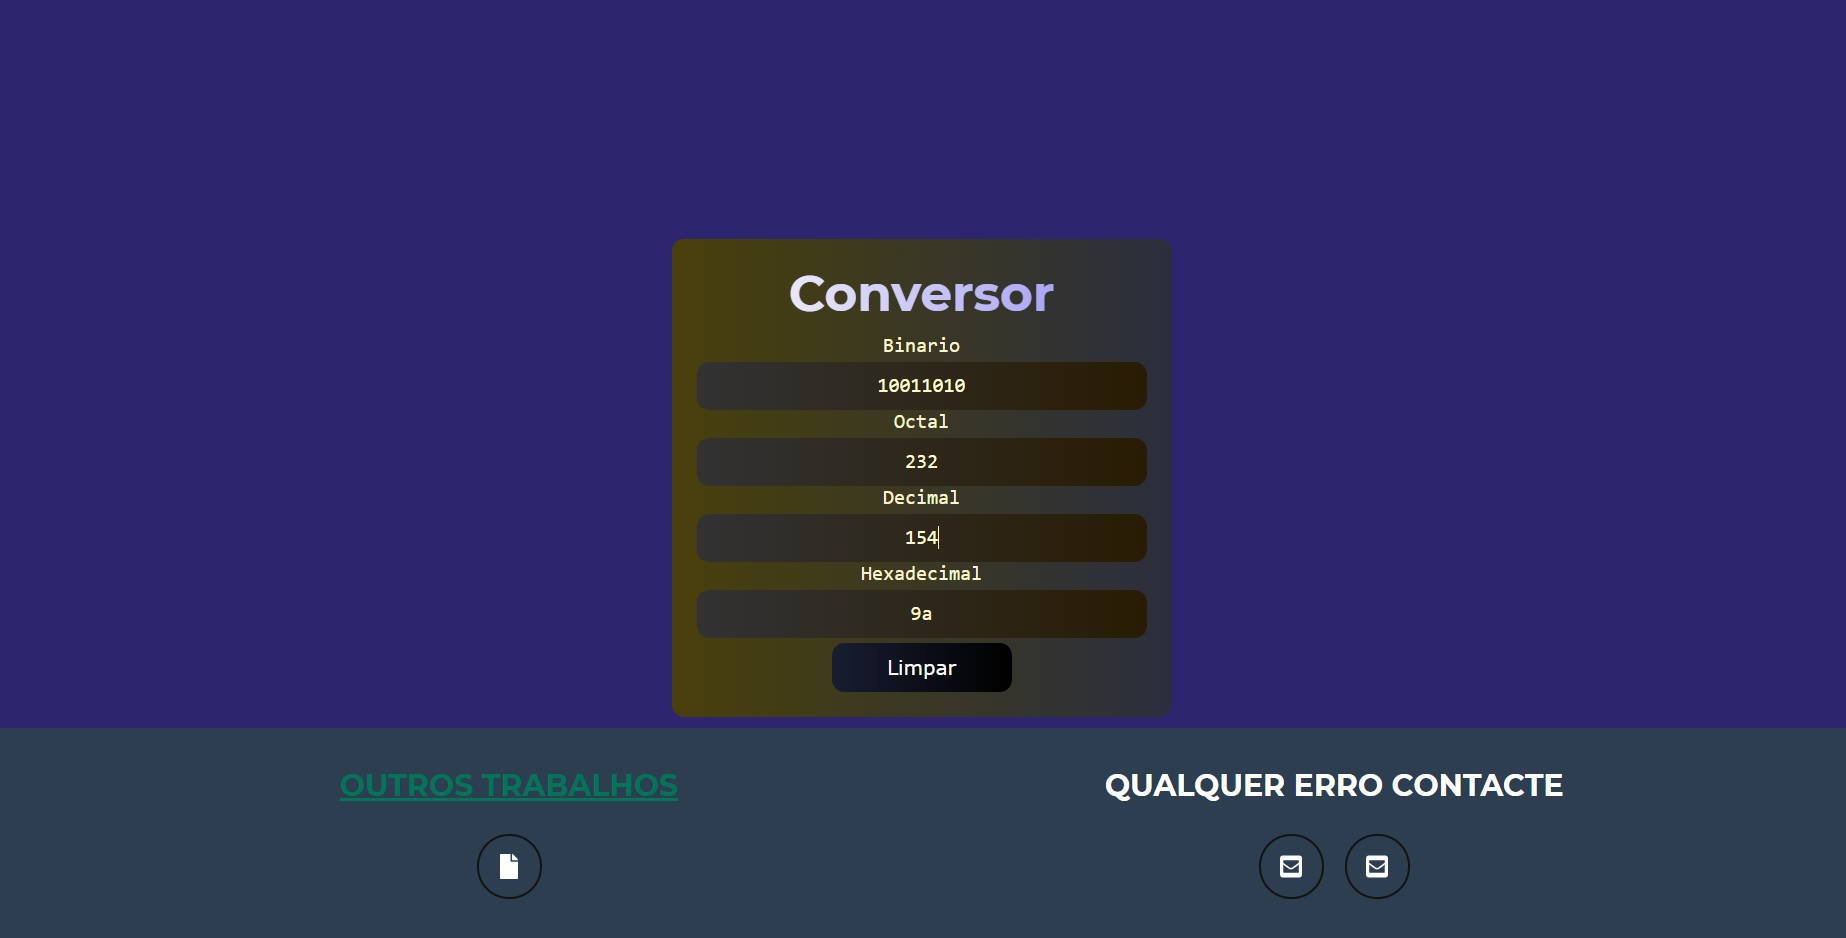 Conversor
Binario
10011010
Octal
232
Decimal
154
Hexadecimal
9a
Limpar
OUTROS TRABALHOS
QUALQUER ERRO CONTACTE